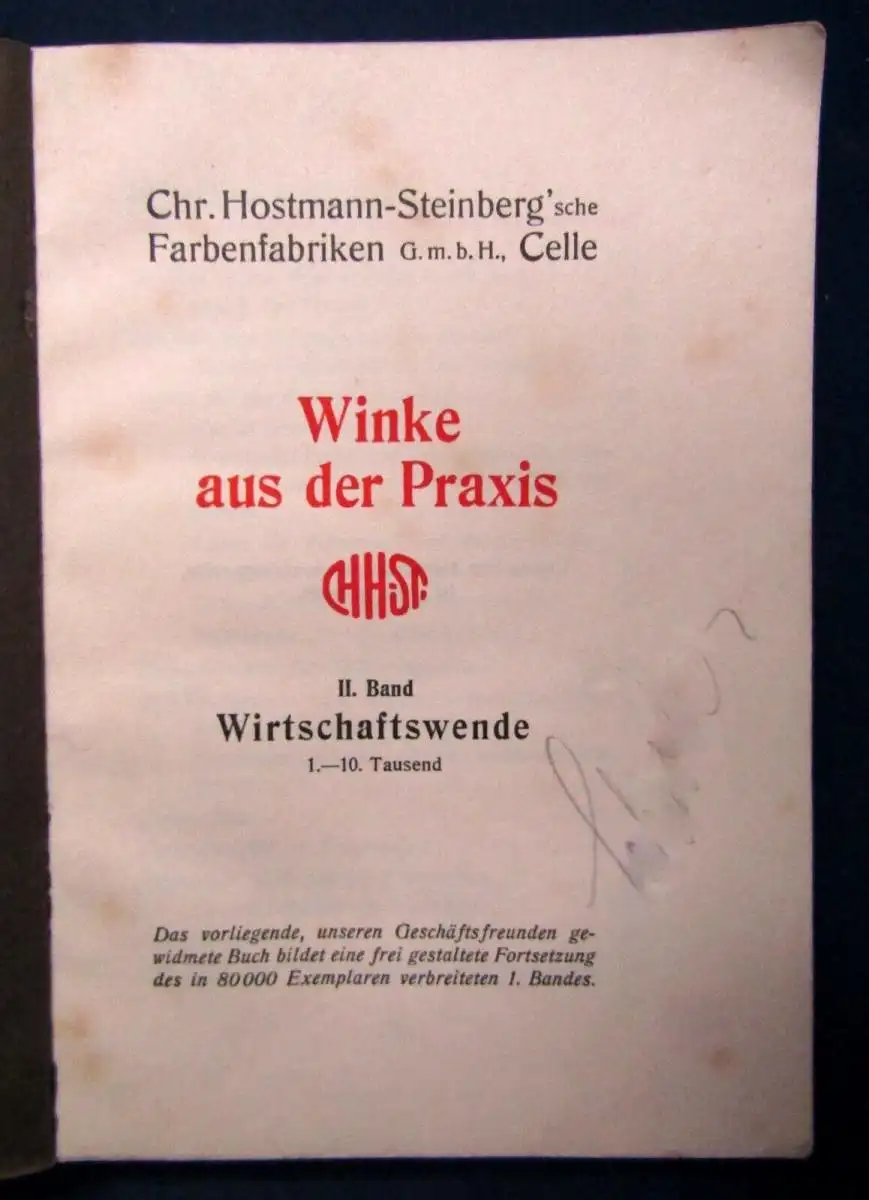 Chr. Hostmann-Steinberg'sche
Farbenfabriken G.m.b.H., Celle
Winke
aus der Praxis
CHHST.
II. Band
Wirtschaftswende
1.—10. Tausend
Das vorliegende, unseren Geschäftsfreunden ge-
widmete Buch bildet eine frei gestaltete Fortsetzung
des in 80000 Exemplaren verbreiteten 1. Bandes.